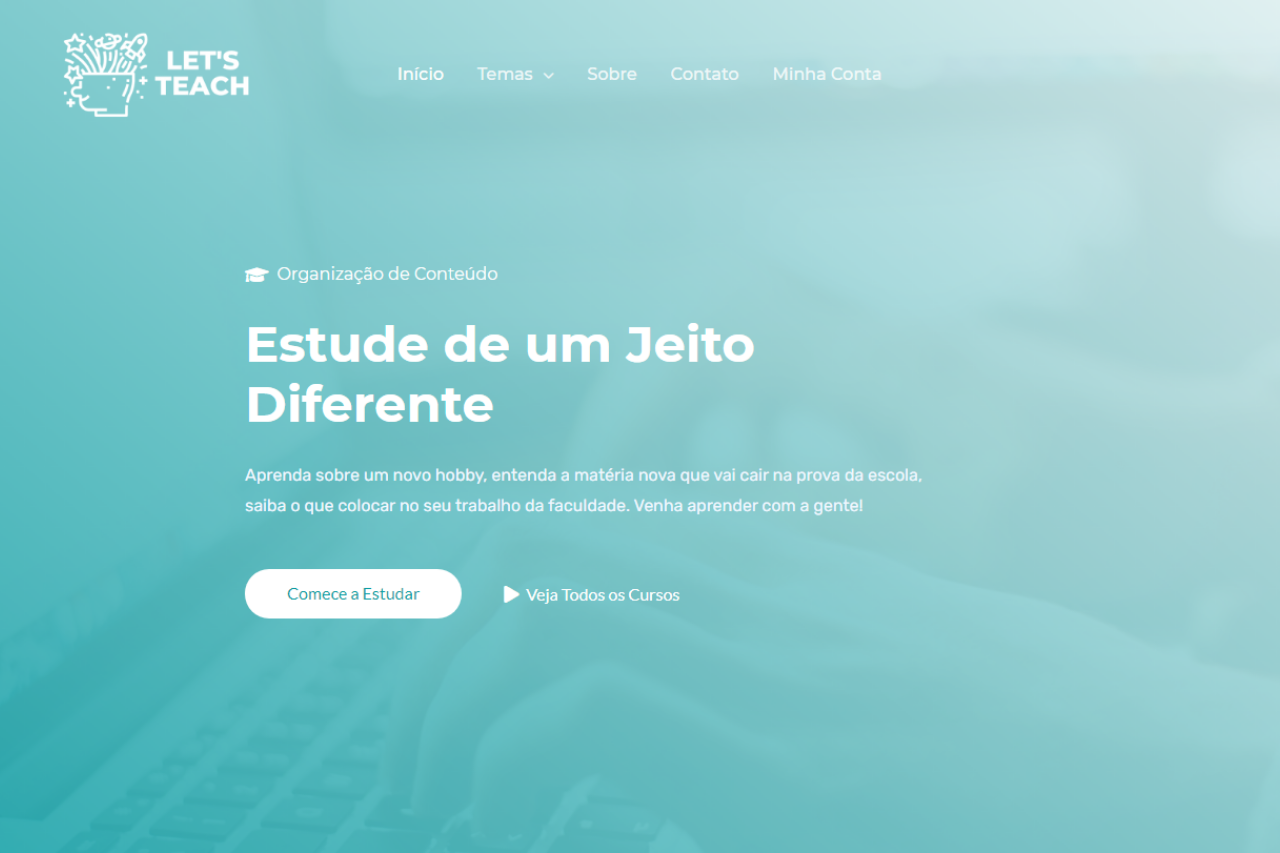 LET'S
TEACH
Início Temas Sobre Contato Minha Conta
Organização de Conteúdo
Estude de um Jeito
Diferente
Aprenda sobre um novo hobby, entenda a matéria nova que vai cair na prova da escola,
saiba o que colocar no seu trabalho da faculdade. Venha aprender com a gente!
Comece a Estudar Veja Todos os Cursos